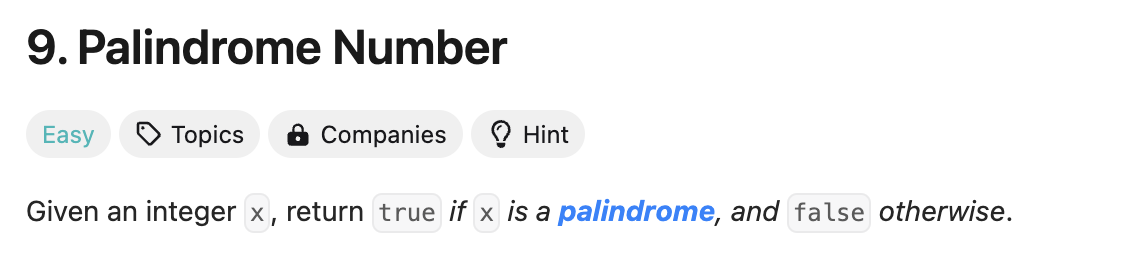 9. Palindrome Number
Easy Topics Companies Hint
Given an integer x, return true if x is a palindrome, and false otherwise.